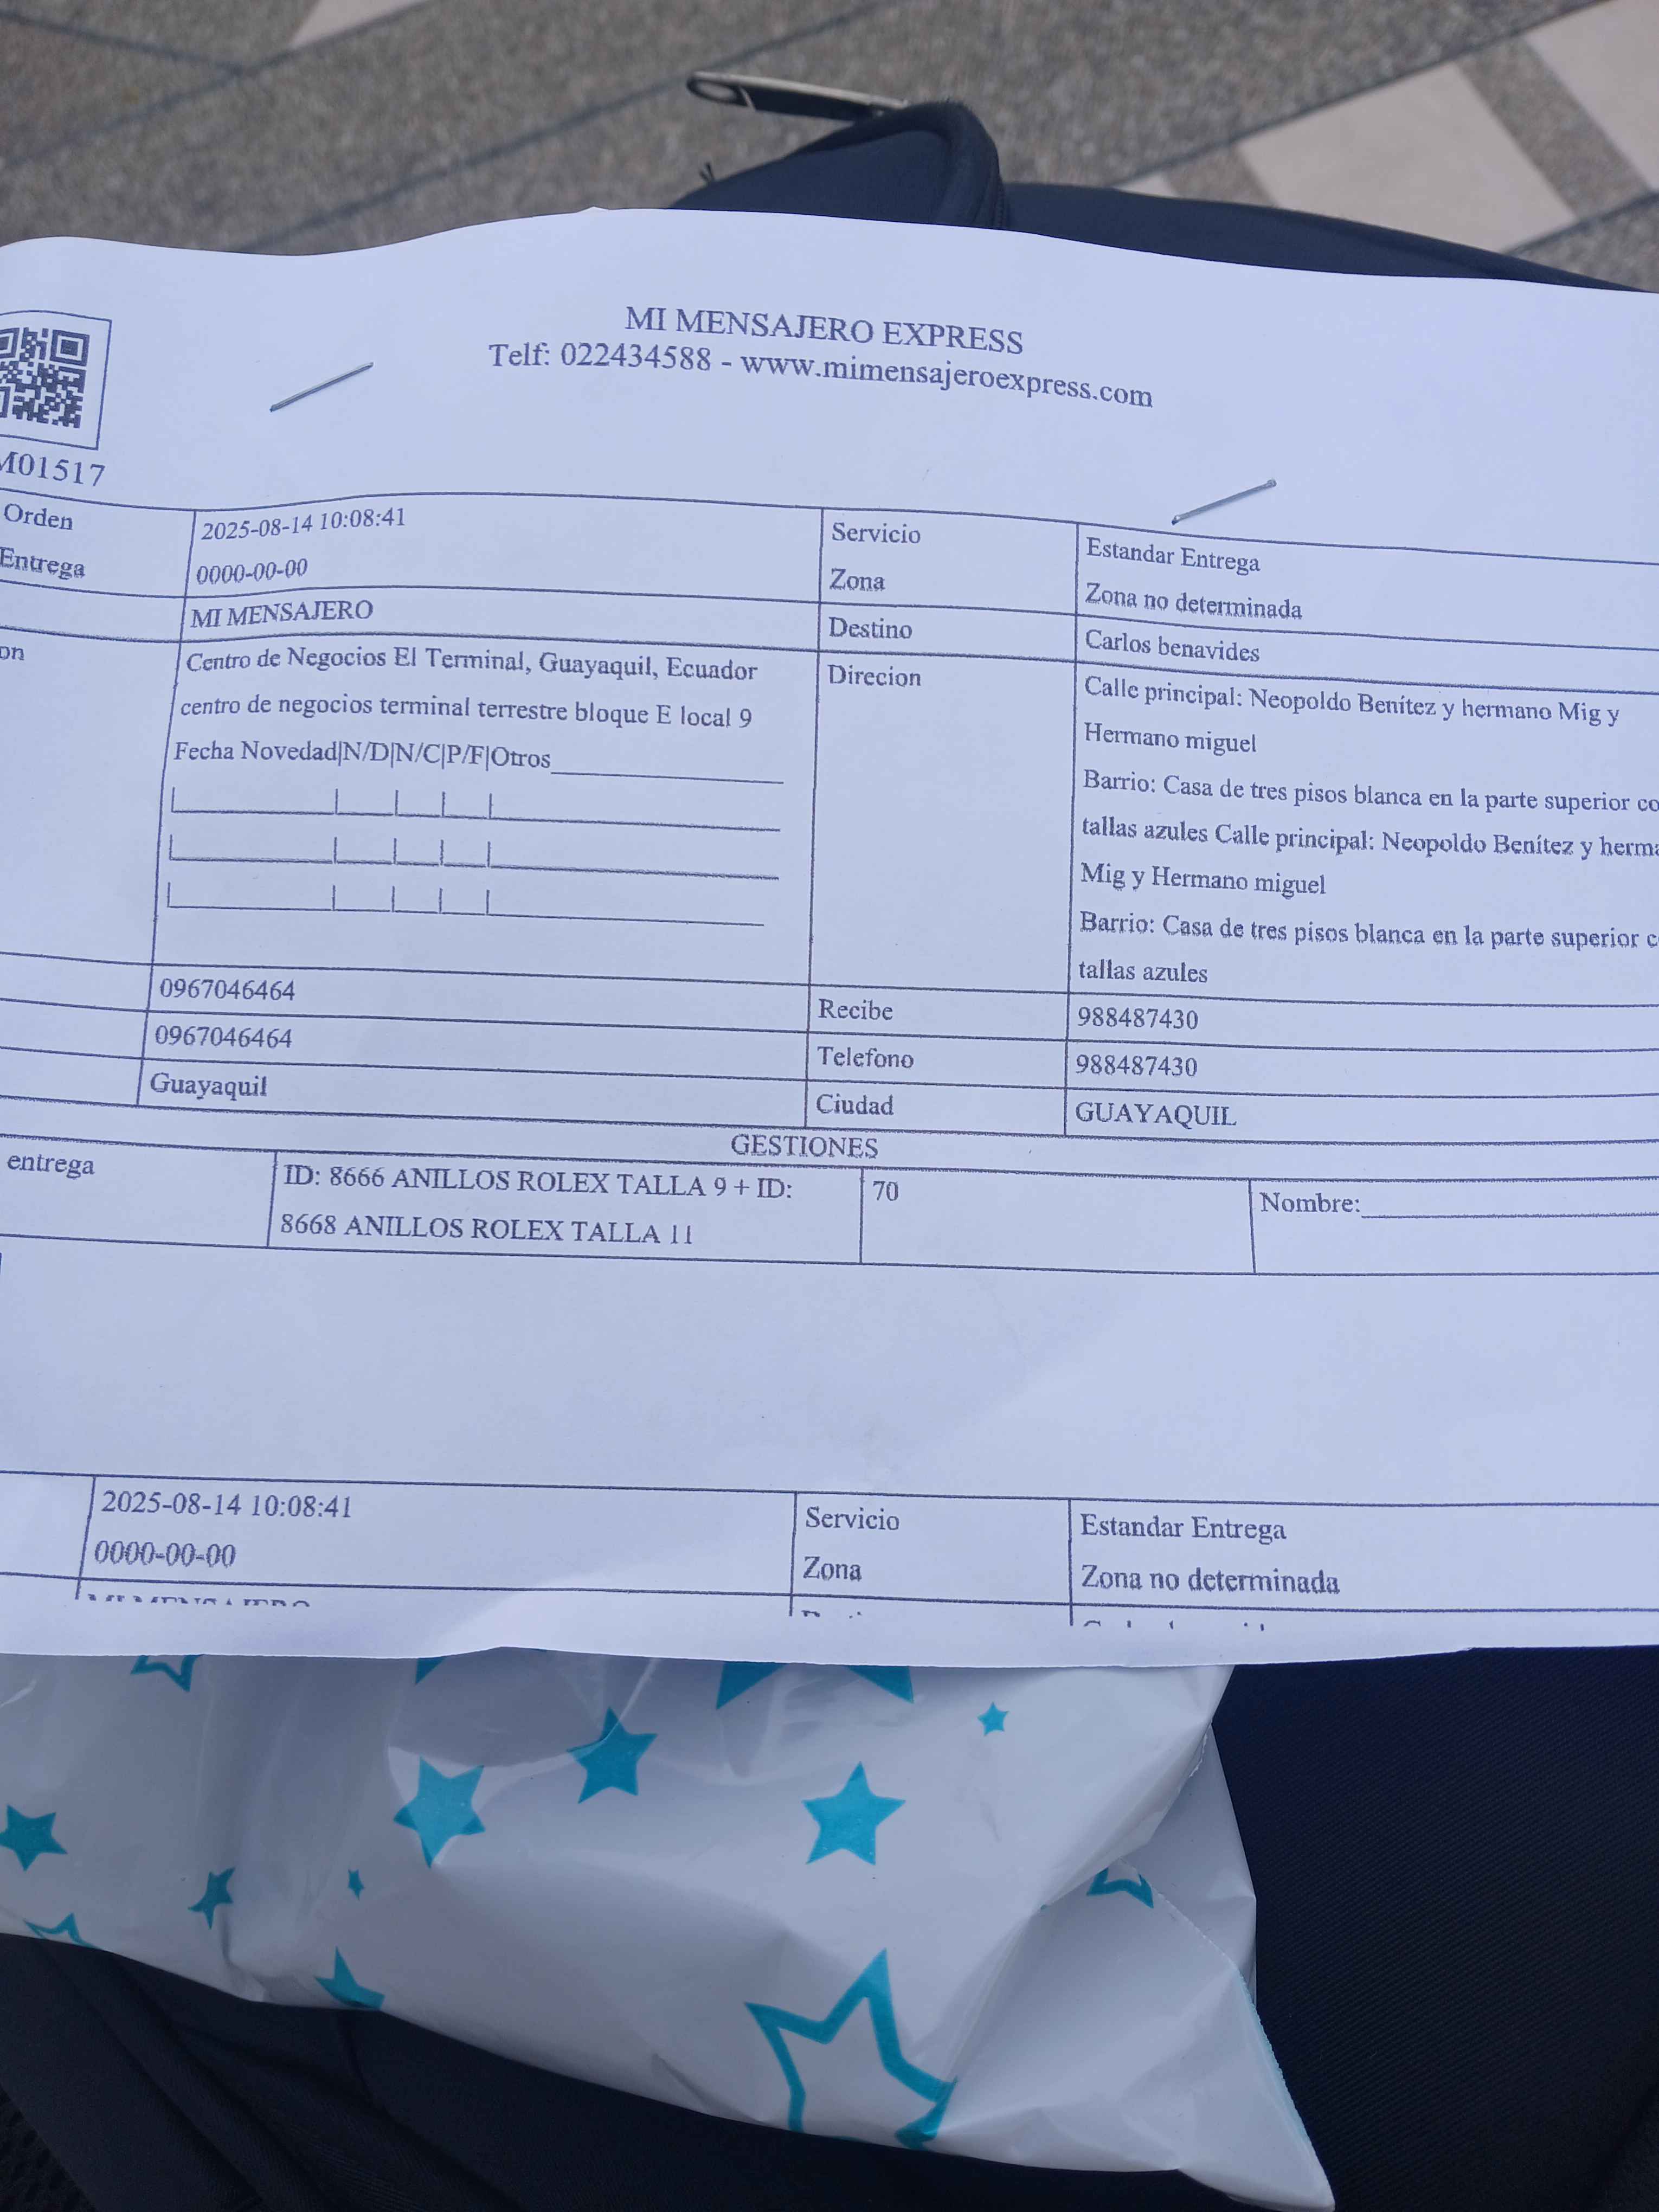 MI MENSAJERO EXPRESS
Telf: 022434588 - www.mimensajeroexpress.com
M01517
Orden
2025-08-14 10:08:41
Servicio
Estandar Entrega
Entrega
0000-00-00
Zona
Zona no determinada
MI MENSAJERO
Destino
Carlos benavides
on
Centro de Negocios El Terminal, Guayaquil, Ecuador
centro de negocios terminal terrestre bloque E local 9
Fecha Novedad|N/D|N/C|P/F|Otros
Direcion
Calle principal: Neopoldo Benítez y hermano Mig y
Hermano miguel
Barrio: Casa de tres pisos blanca en la parte superior co
tallas azules Calle principal: Neopoldo Benítez y herma
Mig y Hermano miguel
Barrio: Casa de tres pisos blanca en la parte superior c
tallas azules
0967046464
Recibe
988487430
0967046464
Telefono
988487430
Guayaquil
Ciudad
GUAYAQUIL
GESTIONES
entrega
ID: 8666 ANILLOS ROLEX TALLA 9 + ID:
8668 ANILLOS ROLEX TALLA 11
70
Nombre:
2025-08-14 10:08:41
Servicio
Estandar Entrega
0000-00-00
Zona
Zona no determinada